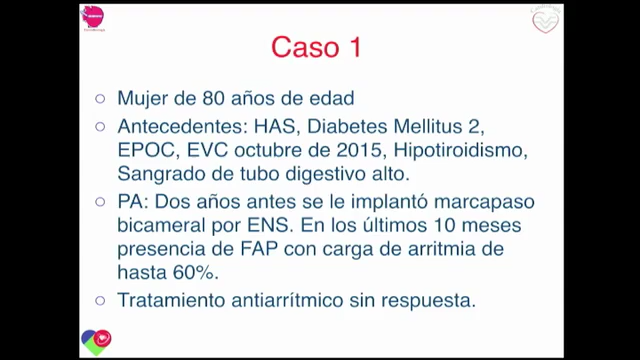 Caso 1
○ Mujer de 80 años de edad
○ Antecedentes: HAS, Diabetes Mellitus 2,
EPOC, EVC octubre de 2015, Hipotiroidismo,
Sangrado de tubo digestivo alto.
○ PA: Dos años antes se le implantó marcapaso
bicameral por ENS. En los últimos 10 meses
presencia de FAP con carga de arritmia de
hasta 60%.
○ Tratamiento antiarrítmico sin respuesta.